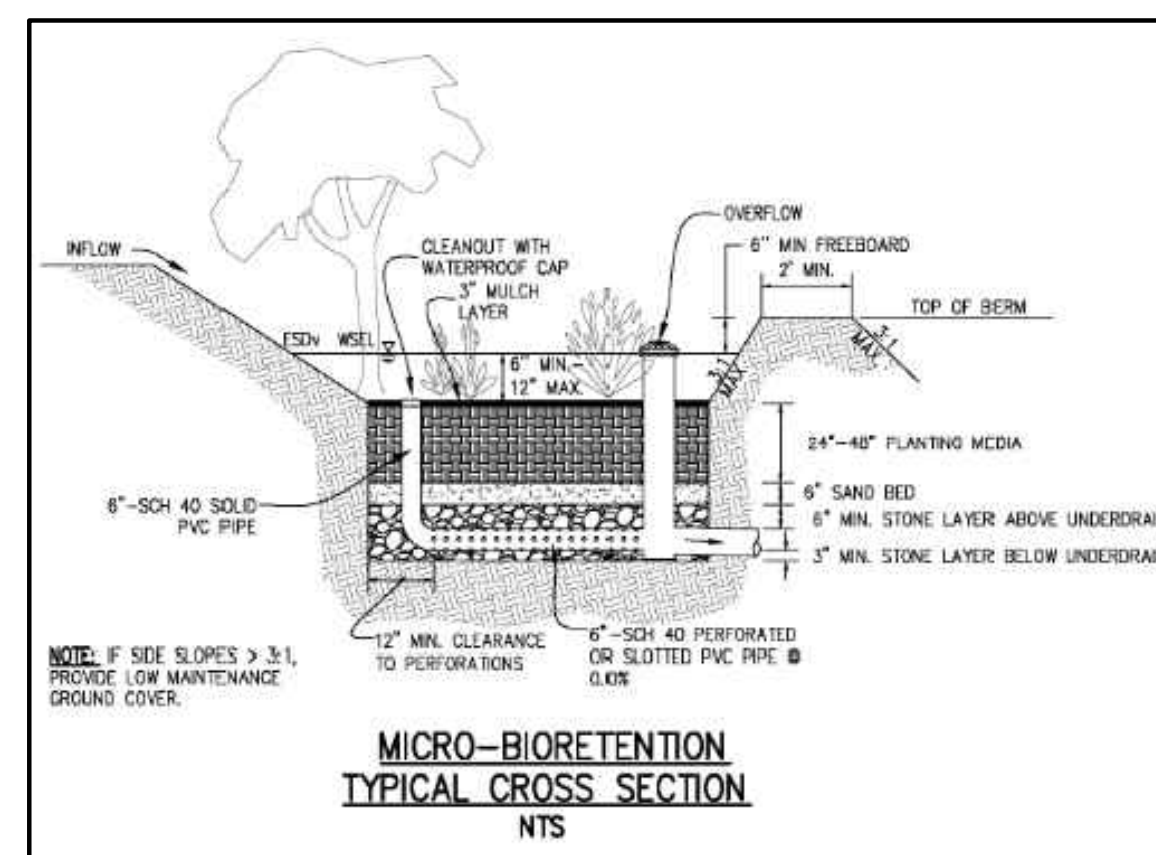 OVERFLOW
INFLOW
CLEANOUT WITH
WATERPROOF CAP
6" MIN FREEBOARD
2' MIN.
3" MULCH
LAYER
TOP OF BERM
ESDv WSEL
3:1
MAX
6" MIN.-
12" MAX.
3:1
MAX
24"-48" PLANTING MEDIA
6" SAND BED
6"-SCH 40 SOLID
PVC PIPE
6" MIN. STONE LAYER ABOVE UNDERDRAI
3" MIN. STONE LAYER BELOW UNDERDRAI
12" MIN. CLEARANCE
TO PERFORATIONS
6"-SCH 40 PERFORATED
OR SLOTTED PVC PIPE @
0.10%
NOTE: IF SIDE SLOPES > 3:1,
PROVIDE LOW MAINTENANCE
GROUND COVER.
MICRO-BIORETENTION
TYPICAL CROSS SECTION
NTS